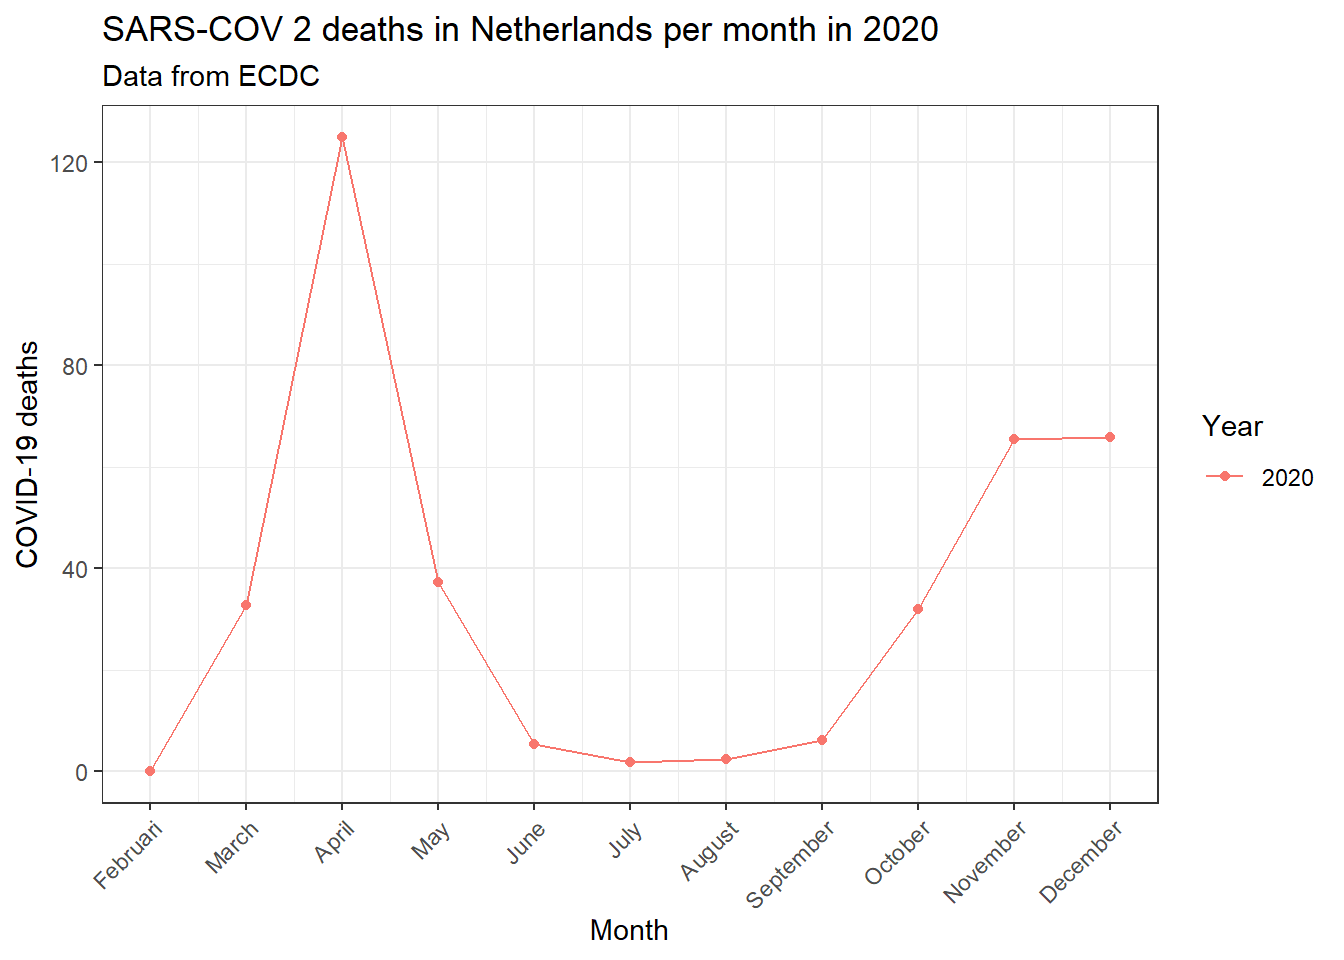 SARS-COV 2 deaths in Netherlands per month in 2020
Data from ECDC
COVID-19 deaths
120
80
40
0
Februari
March
April
May
June
July
August
September
October
November
December
Month
Year
2020